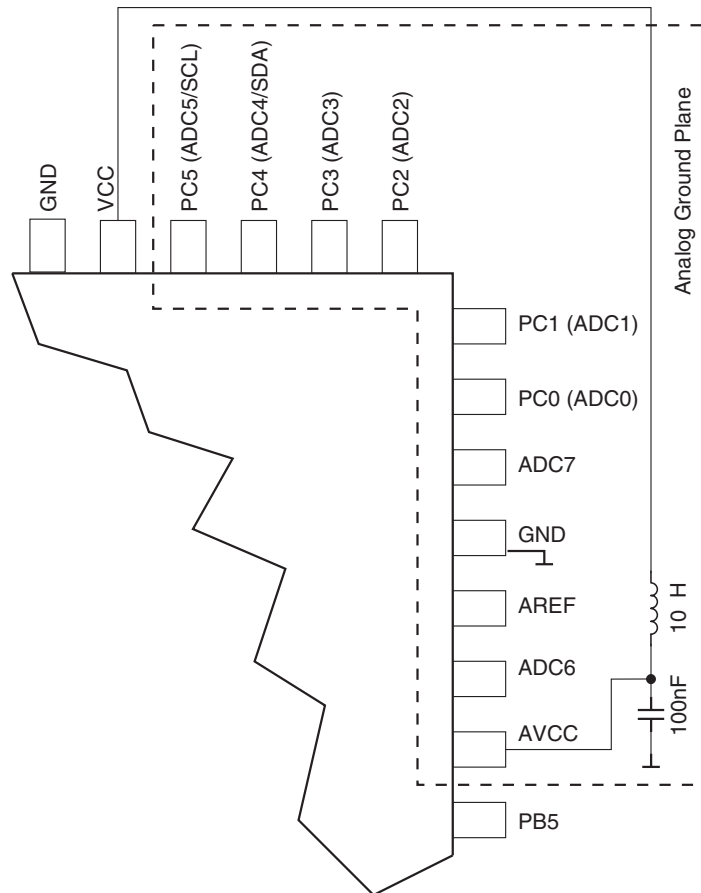 GND
VCC
PC5 (ADC5/SCL)
PC4 (ADC4/SDA)
PC3 (ADC3)
PC2 (ADC2)
Analog Ground Plane
PC1 (ADC1)
PC0 (ADC0)
ADC7
GND
AREF
ADC6
AVCC
PB5
10 H
100nF